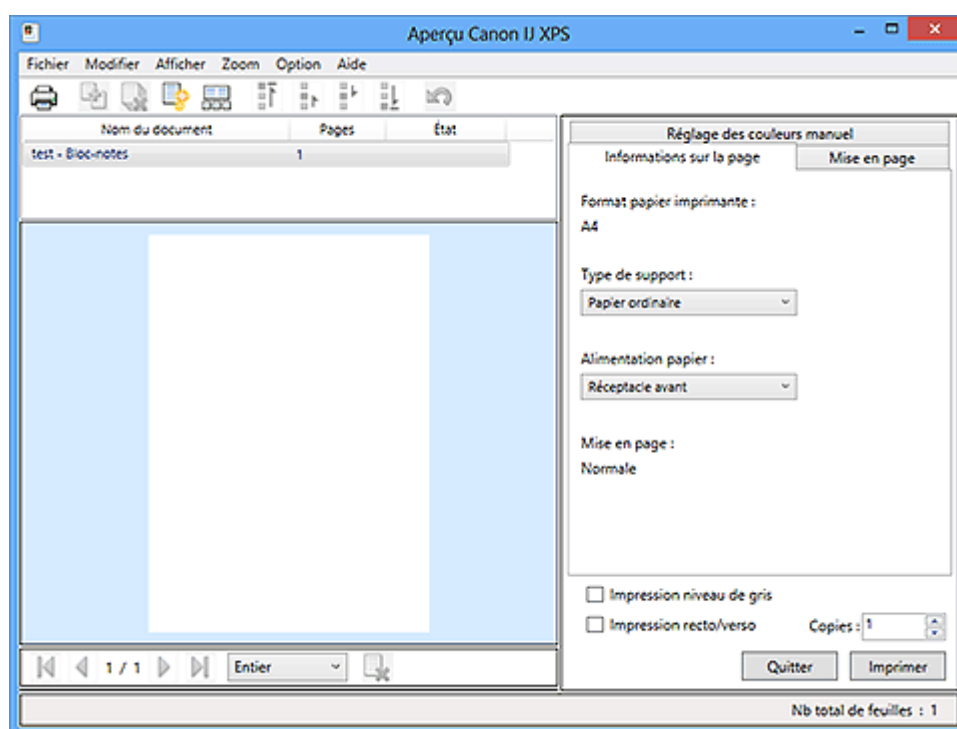 Aperçu Canon IJ XPS
Fichier Modifier Afficher Zoom Option Aide
Nom du document Pages État
test - Bloc-notes 1
Réglage des couleurs manuel
Informations sur la page Mise en page
Format papier imprimante :
A4
Type de support :
Papier ordinaire
Alimentation papier :
Réceptacle avant
Mise en page :
Normale
Impression niveau de gris
Impression recto/verso Copies : 1
1 / 1 Entier
Quitter Imprimer
Nb total de feuilles : 1